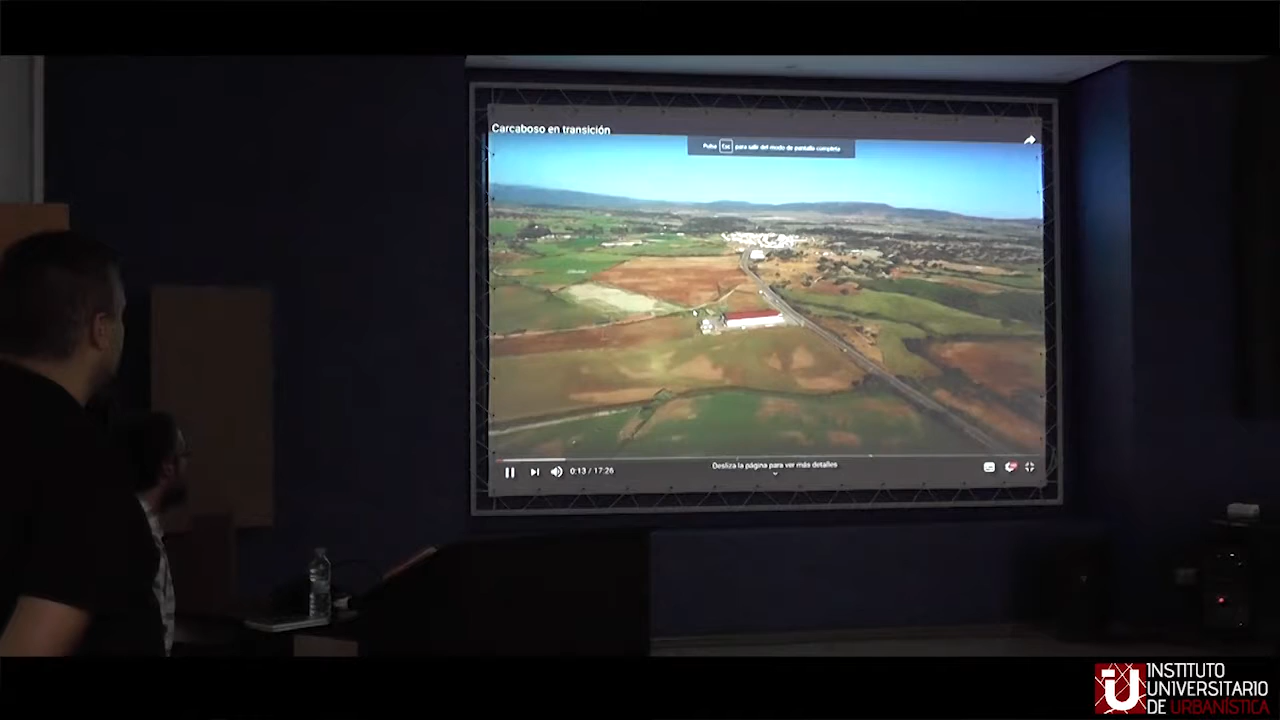 Carcaboso en transición
Pulsa Esc para salir del modo de pantalla completa
0:13 / 17:26
Desliza la página para ver más detalles
INSTITUTO
UNIVERSITARIO
DE URBANÍSTICA